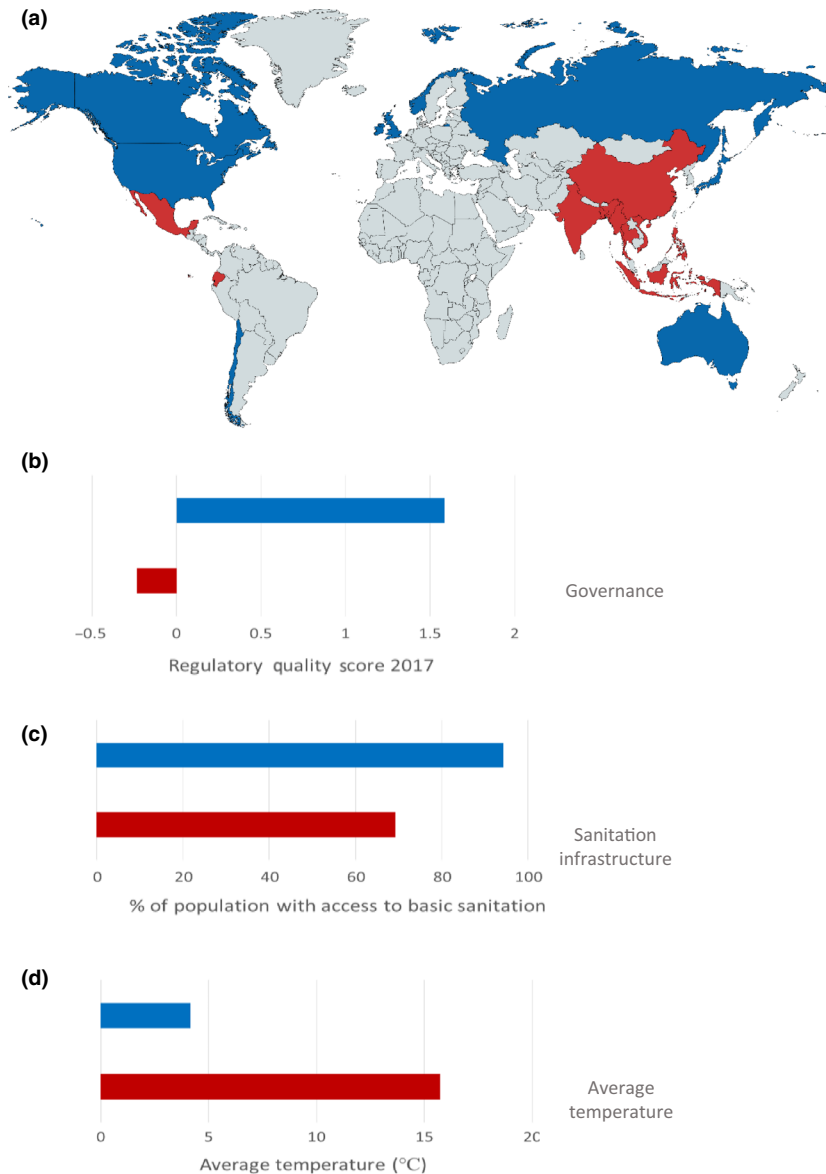 (a)
(b)
Governance
−0.5 0 0.5 1 1.5 2
Regulatory quality score 2017
(c)
Sanitation
infrastructure
0 20 40 60 80 100
% of population with access to basic sanitation
(d)
Average
temperature
0 5 10 15 20
Average temperature (°C)